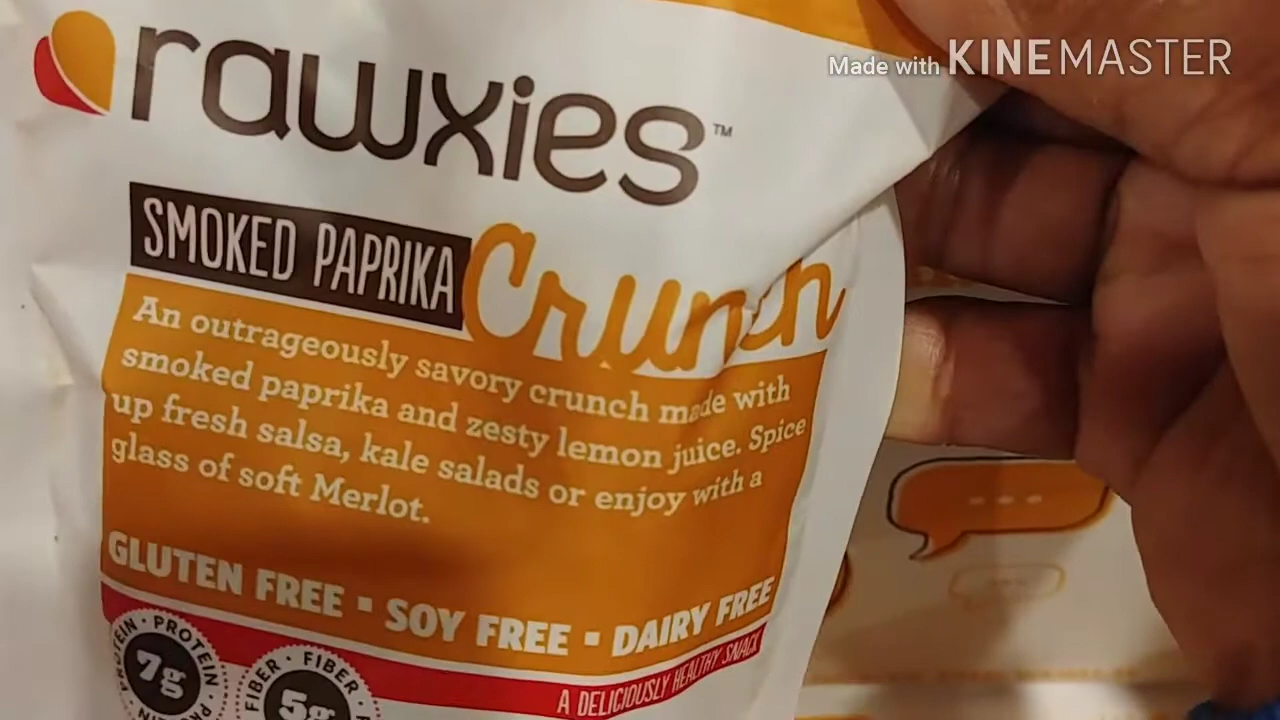 Made with KINEMASTER
rawxies™
SMOKED PAPRIKA Crunch
An outrageously savory crunch made with
smoked paprika and zesty lemon juice. Spice
up fresh salsa, kale salads or enjoy with a
glass of soft Merlot.
GLUTEN FREE ▪ SOY FREE ▪ DAIRY FREE
A DELICIOUSLY HEALTHY SNACK
PROTEIN · PROTEIN
7g
FIBER · FIBER
5g